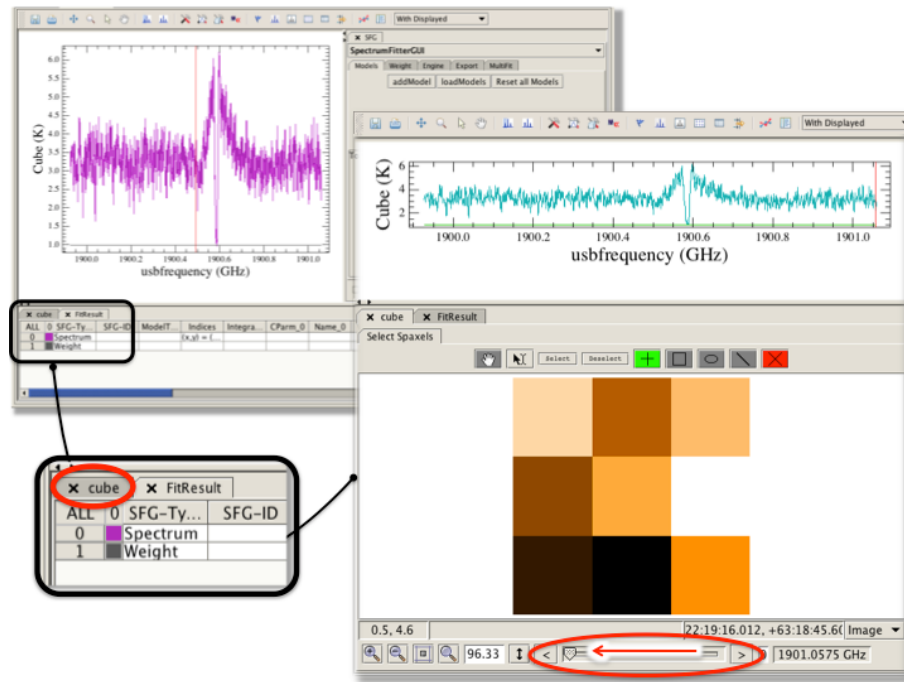 With Displayed
SFG
SpectrumFitterGUI
Models Weight Engine Export MultiFit
addModel loadModels Reset all Models
6.0
5.5
5.0
4.5
4.0
3.5
3.0
2.5
2.0
1.5
1.0
Cube (K)
1900.0 1900.2 1900.4 1900.6 1900.8 1901.0
usbfrequency (GHz)
cube FitResult
ALL 0 SFG-Ty... SFG-ID ModelT... Indices Integra... CParm_0 Name_0
0 Spectrum (x,y) = (...
1 Weight
With Displayed
6
4
2
Cube (K)
1900.0 1900.2 1900.4 1900.6 1900.8 1901.0
usbfrequency (GHz)
cube FitResult
Select Spaxels
Select Deselect
0.5, 4.6 22:19:16.012, +63:18:45.6( Image
96.33 < > 1901.0575 GHz
cube FitResult
ALL 0 SFG-Ty... SFG-ID
0 Spectrum
1 Weight